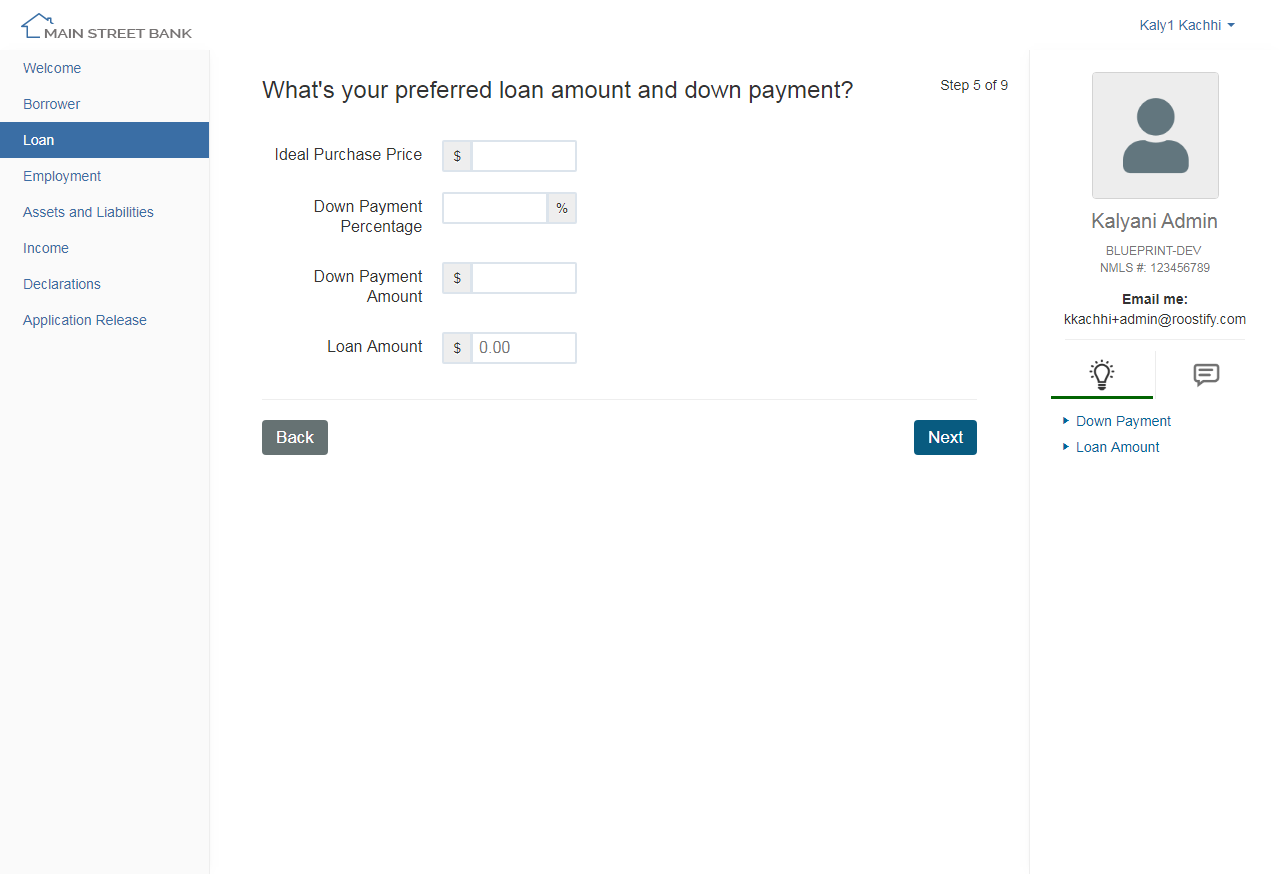 MAIN STREET BANK
Kaly1 Kachhi
Welcome
Borrower
Loan
Employment
Assets and Liabilities
Income
Declarations
Application Release
What's your preferred loan amount and down payment?
Step 5 of 9
Ideal Purchase Price
$
Down Payment
Percentage
%
Down Payment
Amount
$
Loan Amount
$ 0.00
Back
Next
Kalyani Admin
BLUEPRINT-DEV
NMLS #: 123456789
Email me:
kkachhi+admin@roostify.com
Down Payment
Loan Amount